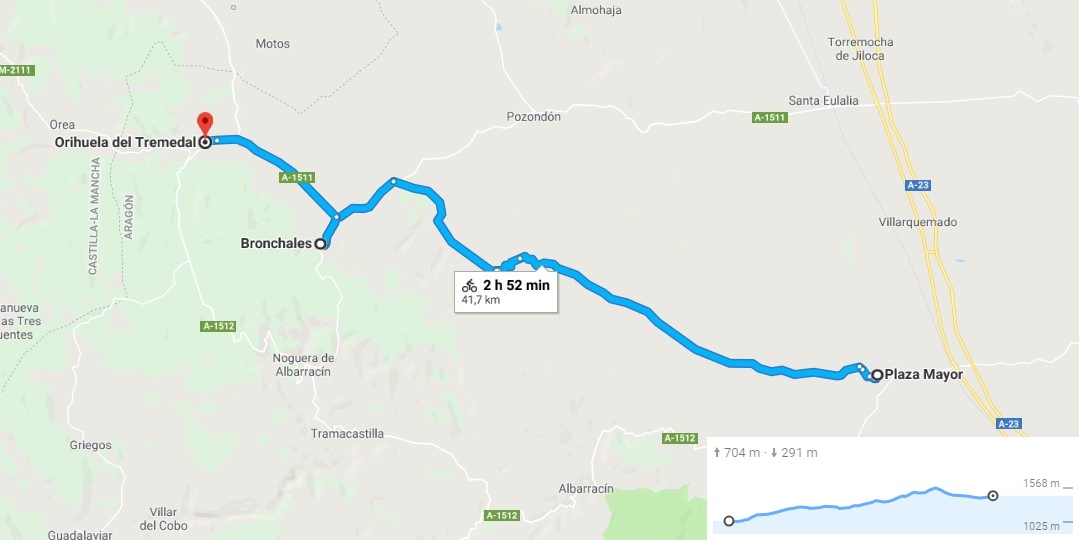 Almohaja
Motos
Torremocha
de Jiloca
M-2111
Santa Eulalia
Pozondón
A-1511
Orea
Orihuela del Tremedal
CASTILLA-LA MANCHA
ARAGÓN
A-1511
A-23
Villarquemado
Bronchales
2 h 52 min
41,7 km
anueva
as Tres
uentes
A-1512
Noguera de
Albarracín
Plaza Mayor
A-23
Tramacastilla
A-1512
Griegos
704 m · 291 m
1568 m
1025 m
Albarracín
A-1512
Villar
del Cobo
Guadalaviar